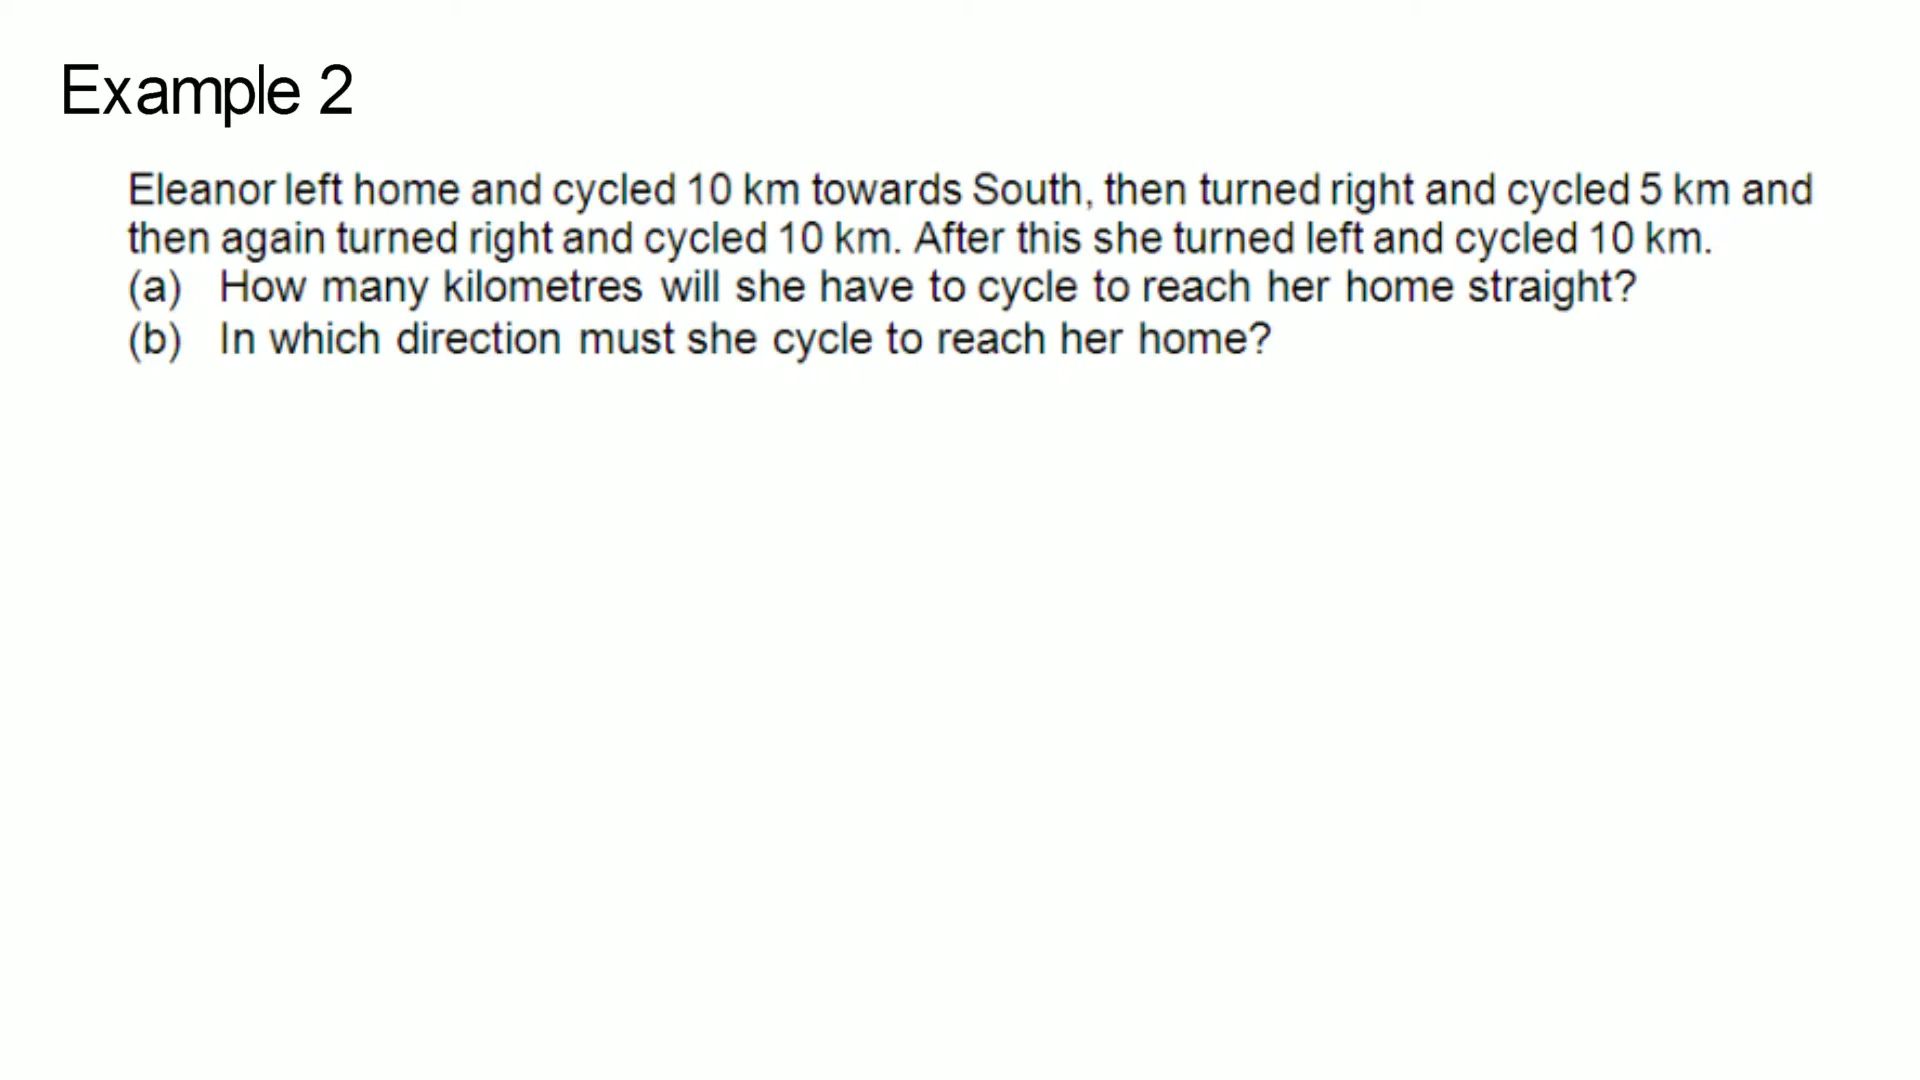 Example 2
Eleanor left home and cycled 10 km towards South, then turned right and cycled 5 km and
then again turned right and cycled 10 km. After this she turned left and cycled 10 km.
(a) How many kilometres will she have to cycle to reach her home straight?
(b) In which direction must she cycle to reach her home?